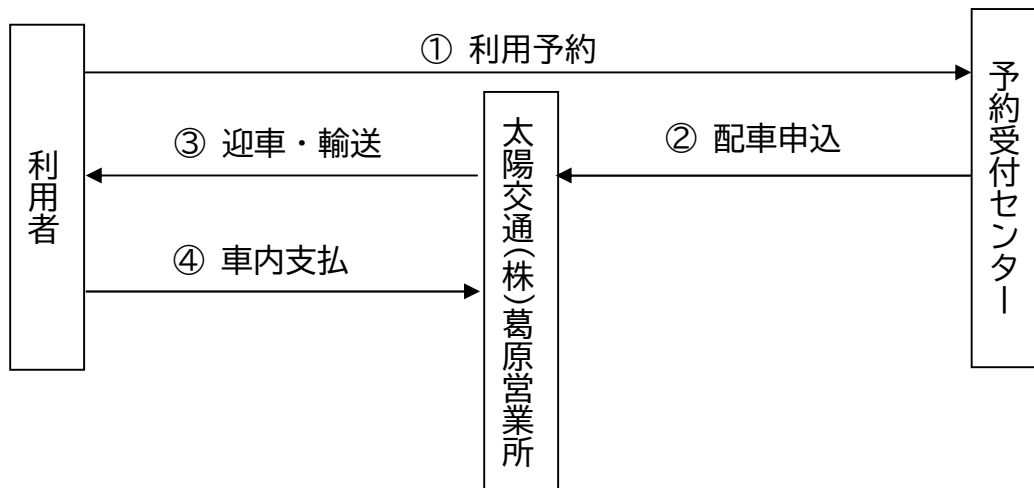 ① 利用予約
③ 迎車・輸送
② 配車申込
④ 車内支払
利用者
太陽交通(株)葛原営業所
予約受付センター